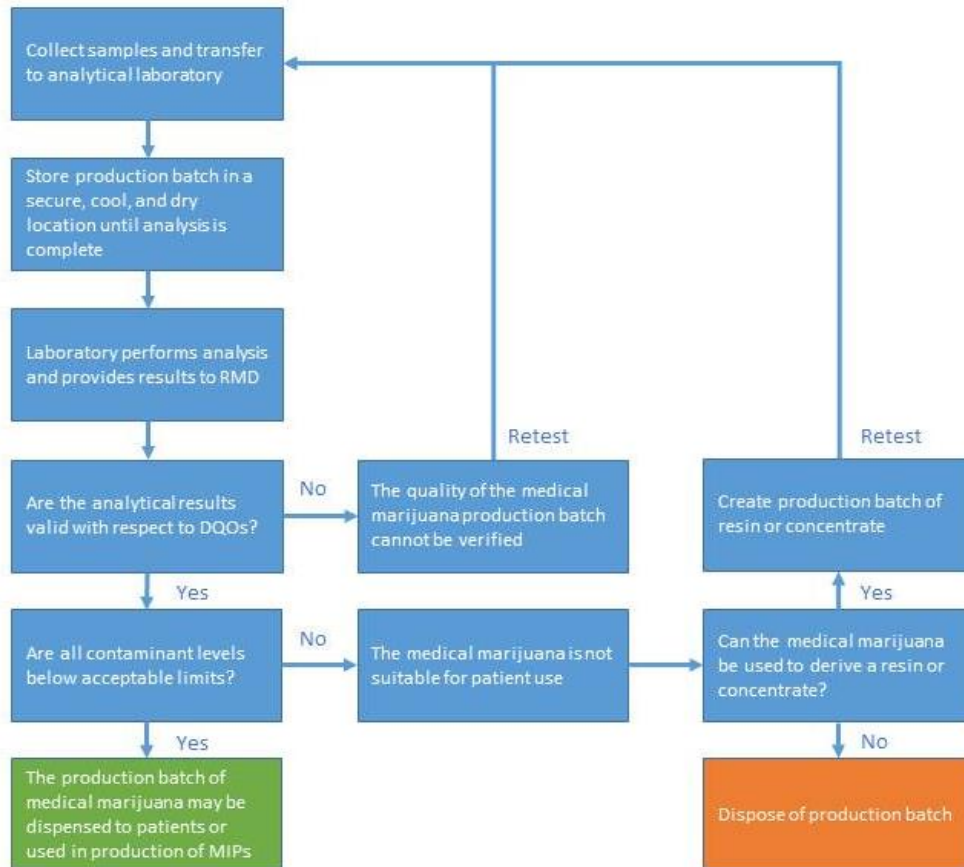 Collect samples and transfer
to analytical laboratory
Store production batch in a
secure, cool, and dry
location until analysis is
complete
Laboratory performs analysis
and provides results to RMD
Retest
Retest
Are the analytical results
valid with respect to DQOs?
No
The quality of the medical
marijuana production batch
cannot be verified
Create production batch of
resin or concentrate
Yes
Yes
Are all contaminant levels
below acceptable limits?
No
The medical marijuana is not
suitable for patient use
Can the medical marijuana
be used to derive a resin or
concentrate?
Yes
No
The production batch of
medical marijuana may be
dispensed to patients or
used in production of MIPs
Dispose of production batch